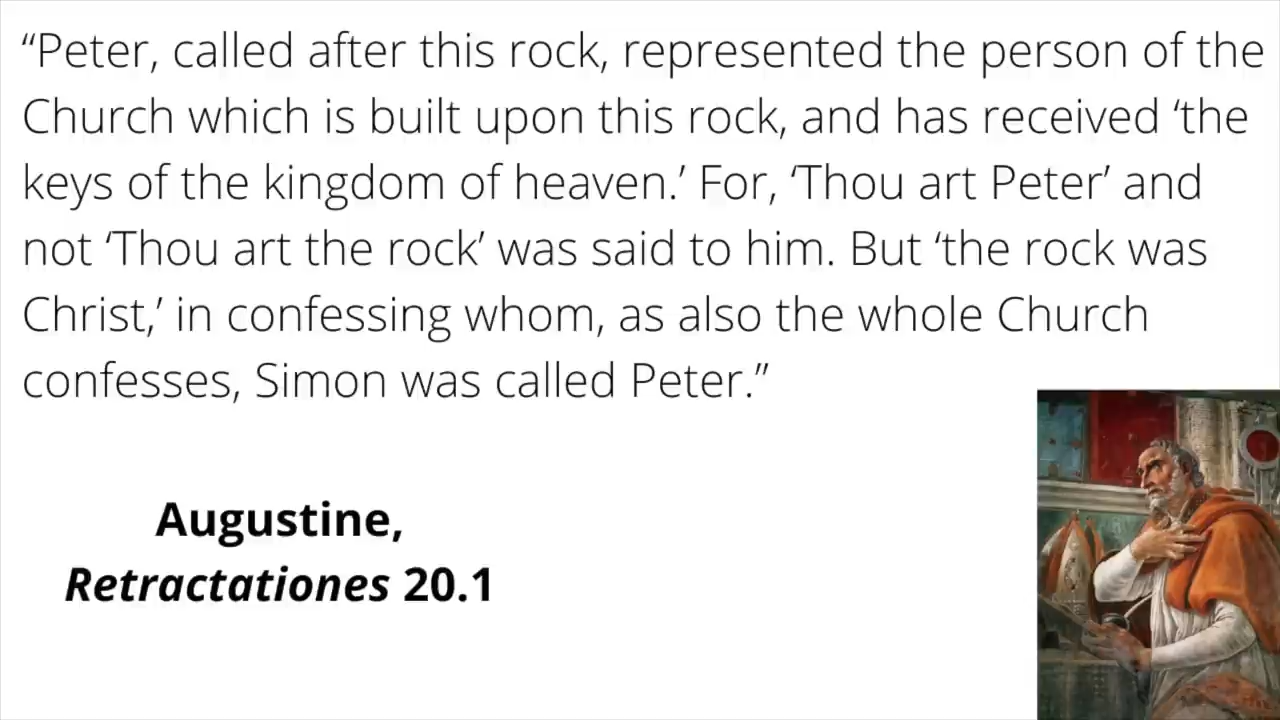 “Peter, called after this rock, represented the person of the
Church which is built upon this rock, and has received ‘the
keys of the kingdom of heaven.’ For, ‘Thou art Peter’ and
not ‘Thou art the rock’ was said to him. But ‘the rock was
Christ,’ in confessing whom, as also the whole Church
confesses, Simon was called Peter.”
Augustine,
Retractationes 20.1